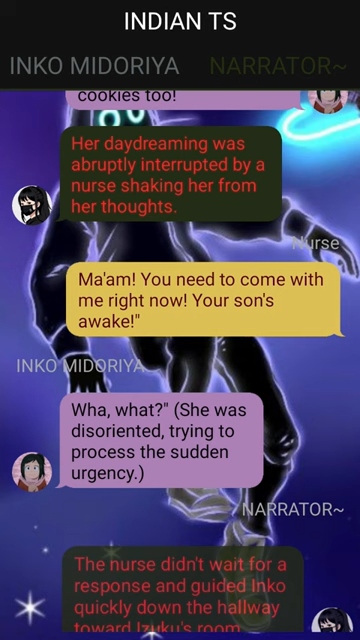 INDIAN TS
INKO MIDORIYA NARRATOR~
cookies too!
Her daydreaming was
abruptly interrupted by a
nurse shaking her from
her thoughts.
Nurse
Ma'am! You need to come with
me right now! Your son's
awake!"
INKO MIDORIYA
Wha, what?" (She was
disoriented, trying to
process the sudden
urgency.)
NARRATOR~
The nurse didn't wait for a
response and guided Inko
quickly down the hallway
toward Izuku's room